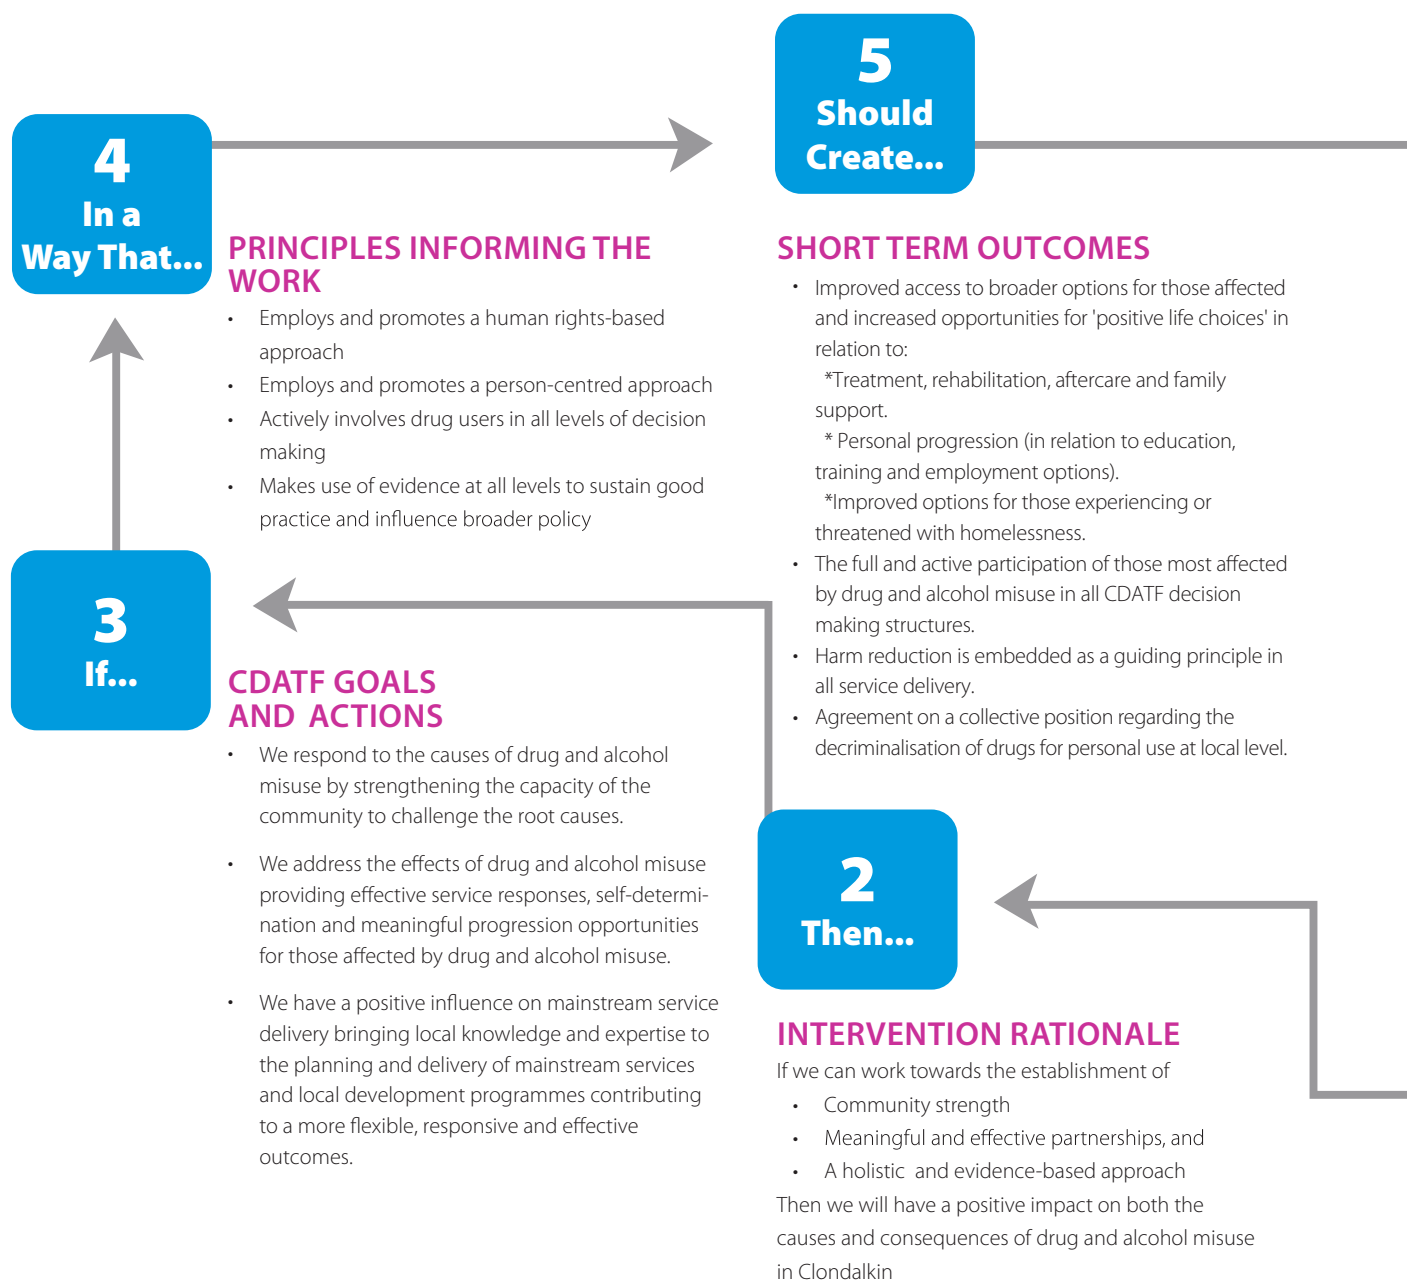 4
In a
Way That...
PRINCIPLES INFORMING THE
WORK
• Employs and promotes a human rights-based
approach
• Employs and promotes a person-centred approach
• Actively involves drug users in all levels of decision
making
• Makes use of evidence at all levels to sustain good
practice and influence broader policy
3
If...
CDATF GOALS
AND ACTIONS
• We respond to the causes of drug and alcohol
misuse by strengthening the capacity of the
community to challenge the root causes.
• We address the effects of drug and alcohol misuse
providing effective service responses, self-determi-
nation and meaningful progression opportunities
for those affected by drug and alcohol misuse.
• We have a positive influence on mainstream service
delivery bringing local knowledge and expertise to
the planning and delivery of mainstream services
and local development programmes contributing
to a more flexible, responsive and effective
outcomes.
5
Should
Create...
SHORT TERM OUTCOMES
• Improved access to broader options for those affected
and increased opportunities for 'positive life choices' in
relation to:
*Treatment, rehabilitation, aftercare and family
support.
* Personal progression (in relation to education,
training and employment options).
*Improved options for those experiencing or
threatened with homelessness.
• The full and active participation of those most affected
by drug and alcohol misuse in all CDATF decision
making structures.
• Harm reduction is embedded as a guiding principle in
all service delivery.
• Agreement on a collective position regarding the
decriminalisation of drugs for personal use at local level.
2
Then...
INTERVENTION RATIONALE
If we can work towards the establishment of
• Community strength
• Meaningful and effective partnerships, and
• A holistic and evidence-based approach
Then we will have a positive impact on both the
causes and consequences of drug and alcohol misuse
in Clondalkin